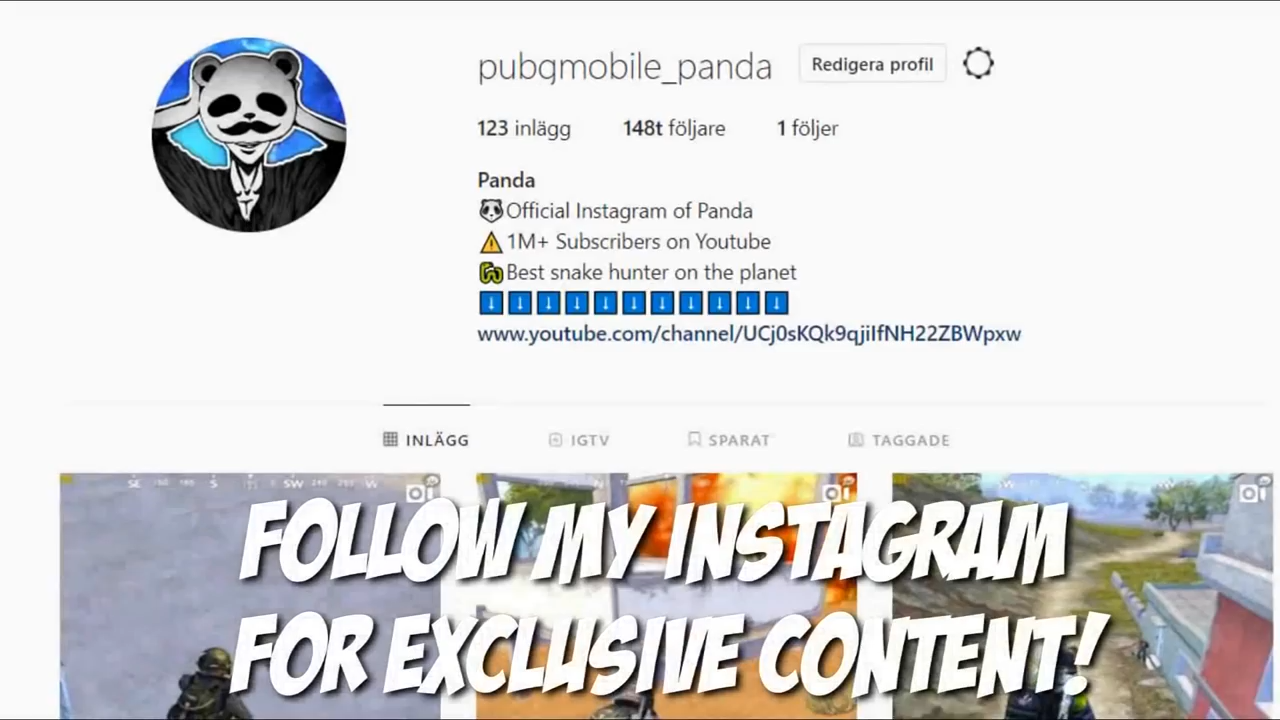 pubgmobile_panda Redigera profil
123 inlägg 148t följare 1 följer
Panda
🐼Official Instagram of Panda
⚠️1M+ Subscribers on Youtube
🐍Best snake hunter on the planet
⬇️⬇️⬇️⬇️⬇️⬇️⬇️⬇️⬇️⬇️⬇️
www.youtube.com/channel/UCj0sKQk9qjiIfNH22ZBWpxw
INLÄGG IGTV SPARAT TAGGADE
SE S SW W
FOLLOW MY INSTAGRAM
FOR EXCLUSIVE CONTENT!